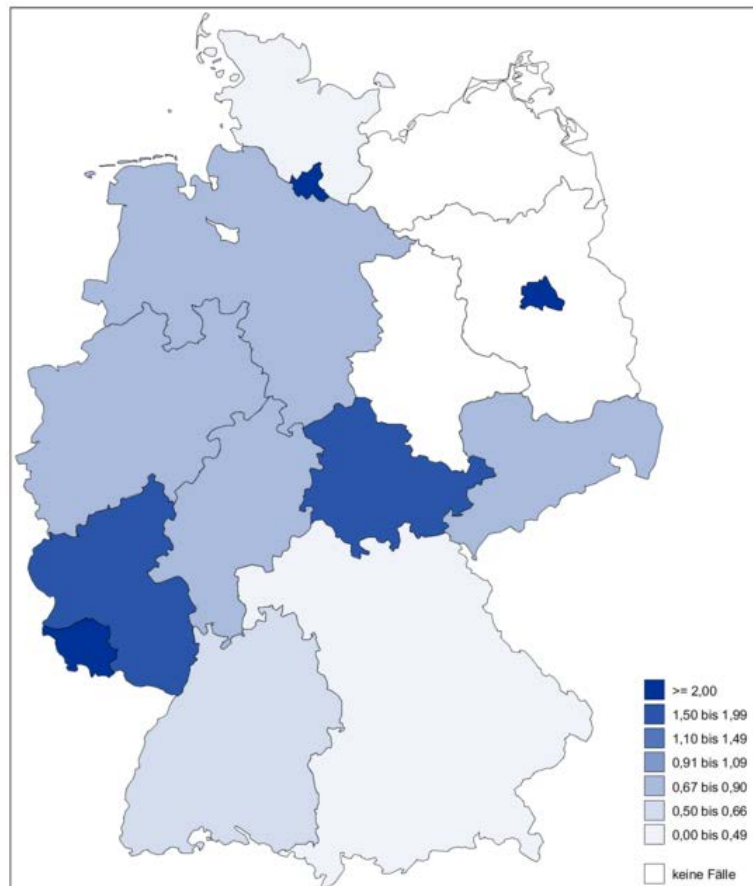 >= 2,00
1,50 bis 1,99
1,10 bis 1,49
0,91 bis 1,09
0,67 bis 0,90
0,50 bis 0,66
0,00 bis 0,49
keine Fälle